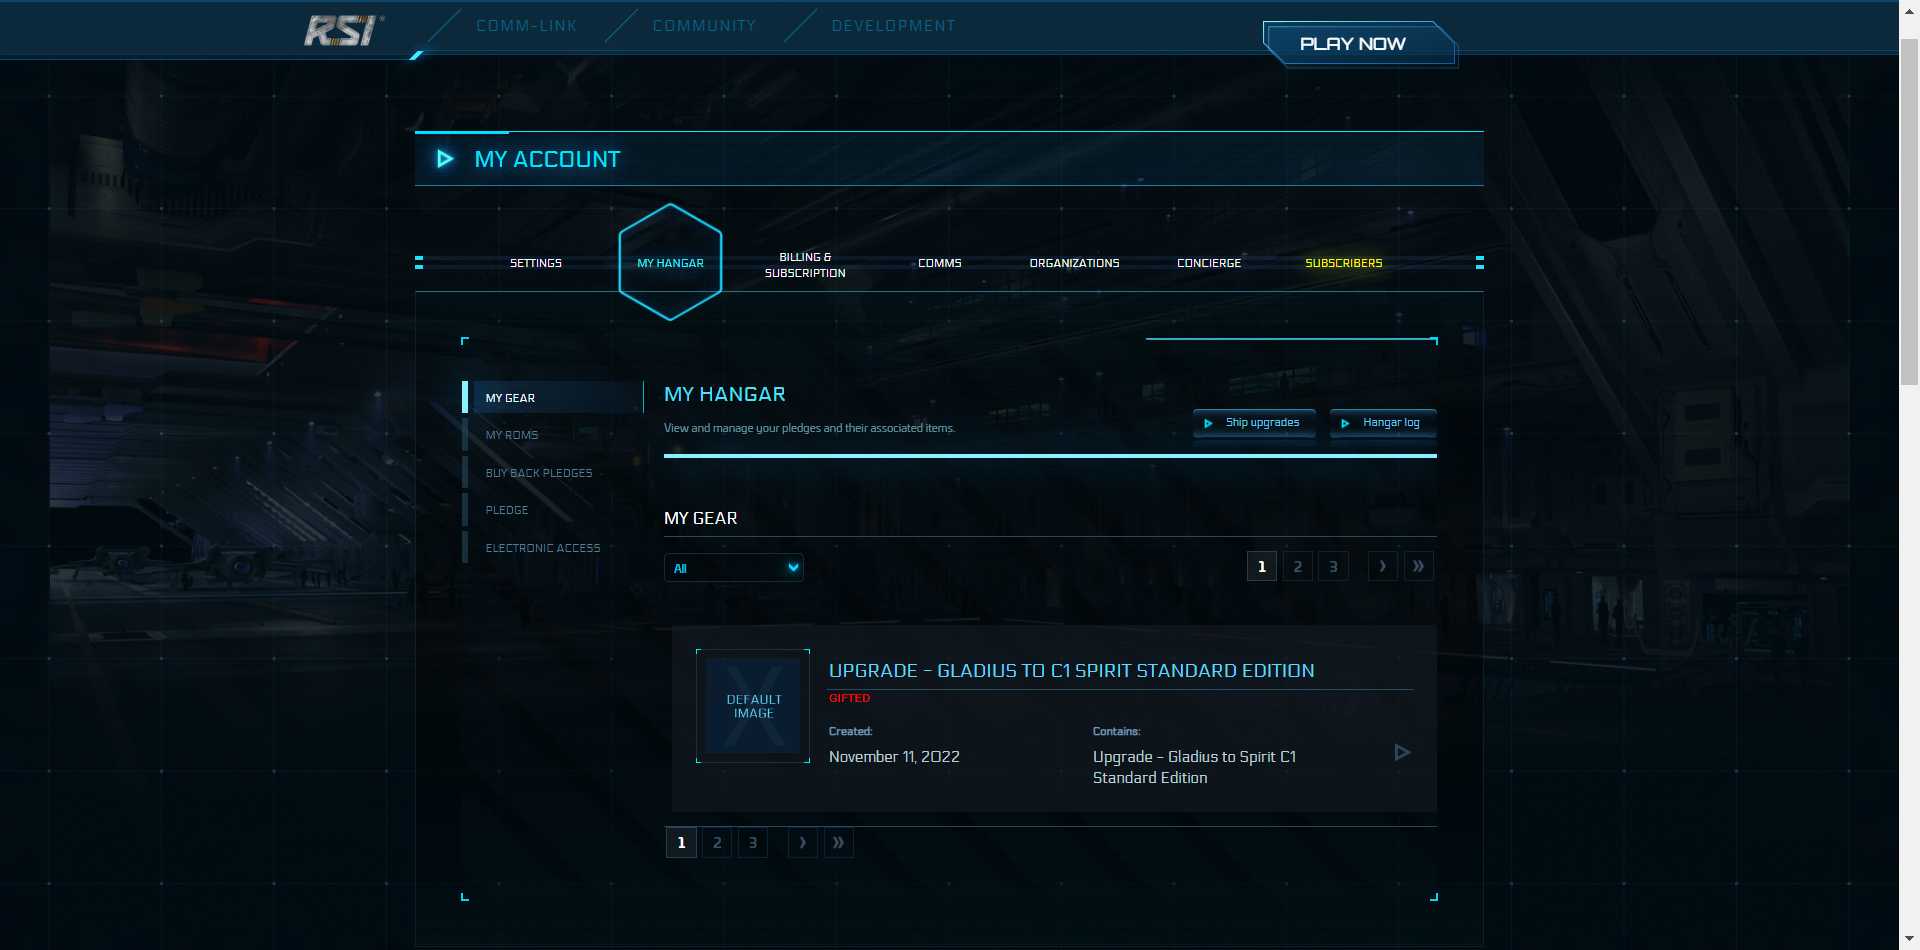 RSI
COMM-LINK
COMMUNITY
DEVELOPMENT
PLAY NOW
MY ACCOUNT
SETTINGS
MY HANGAR
BILLING &
SUBSCRIPTION
COMMS
ORGANIZATIONS
CONCIERGE
SUBSCRIBERS
MY GEAR
MY ROMS
BUY BACK PLEDGES
PLEDGE
ELECTRONIC ACCESS
MY HANGAR
View and manage your pledges and their associated items.
Ship upgrades
Hangar log
MY GEAR
All
1 2 3 › »
DEFAULT
IMAGE
UPGRADE - GLADIUS TO C1 SPIRIT STANDARD EDITION
GIFTED
Created:
November 11, 2022
Contains:
Upgrade - Gladius to Spirit C1
Standard Edition
1 2 3 › »